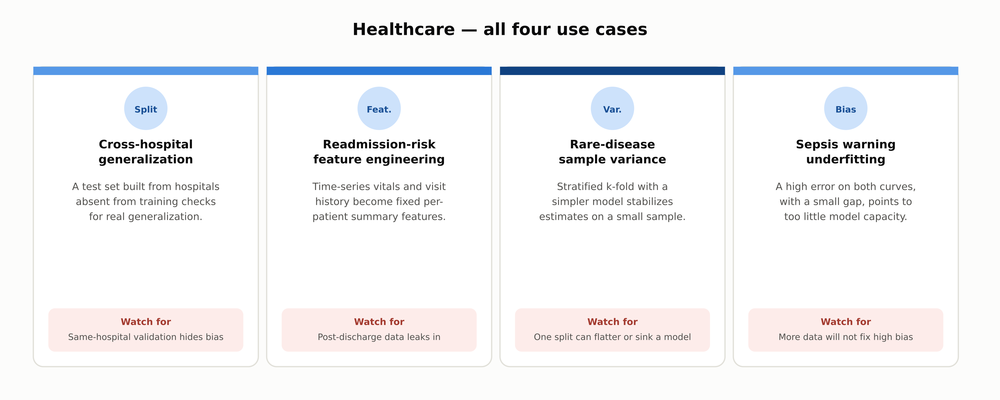 Healthcare — all four use cases
Split
Cross-hospital
generalization
A test set built from hospitals
absent from training checks
for real generalization.
Watch for
Same-hospital validation hides bias
Feat.
Readmission-risk
feature engineering
Time-series vitals and visit
history become fixed per-
patient summary features.
Watch for
Post-discharge data leaks in
Var.
Rare-disease
sample variance
Stratified k-fold with a
simpler model stabilizes
estimates on a small sample.
Watch for
One split can flatter or sink a model
Bias
Sepsis warning
underfitting
A high error on both curves,
with a small gap, points to
too little model capacity.
Watch for
More data will not fix high bias